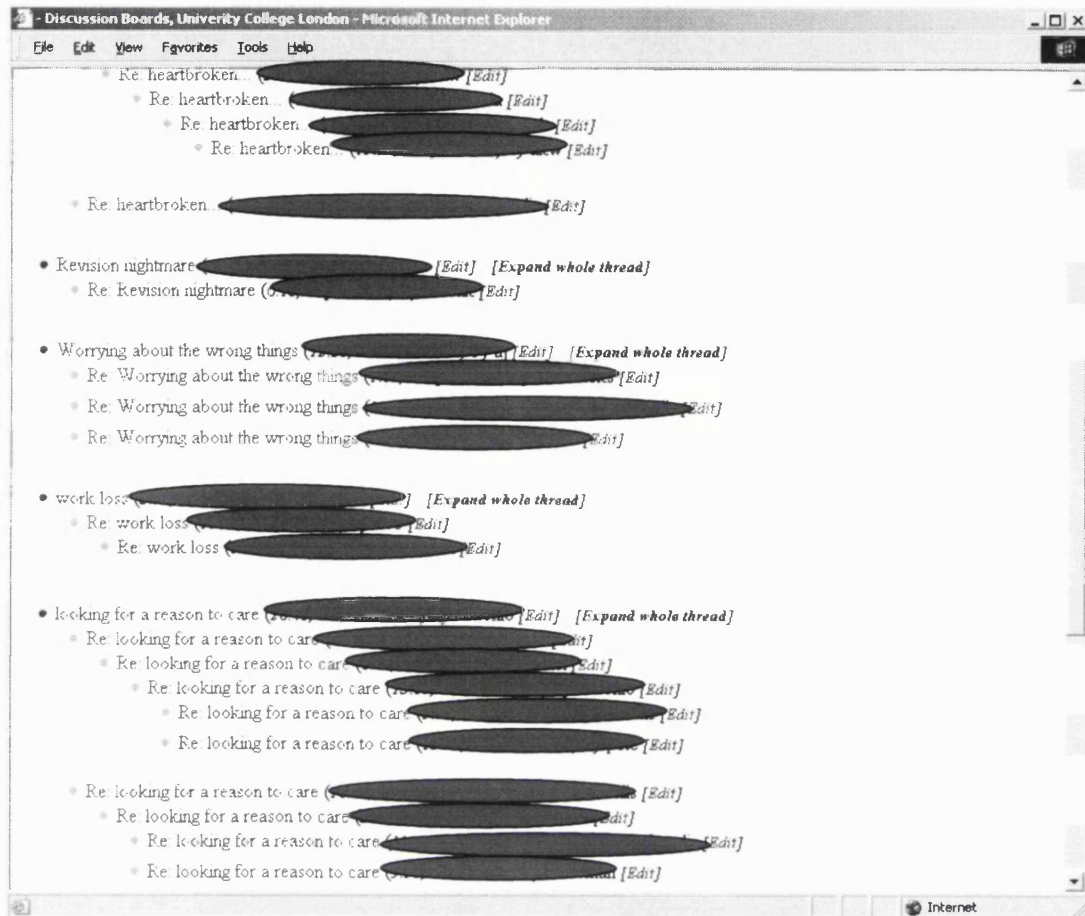 - Discussion Boards, Univerity College London - Microsoft Internet Explorer
File Edit View Favorites Tools Help
Re: heartbroken... ( [Edit]
Re: heartbroken... ( [Edit]
Re: heartbroken... ( [Edit]
Re: heartbroken... ( [Edit]
Re: heartbroken... ( [Edit]
Revision nightmare ( [Edit] [Expand whole thread]
Re: Revision nightmare ( [Edit]
Worrying about the wrong things ( [Edit] [Expand whole thread]
Re: Worrying about the wrong things ( [Edit]
Re: Worrying about the wrong things ( [Edit]
Re: Worrying about the wrong things [Edit]
work loss [Expand whole thread]
Re: work loss ( [Edit]
Re: work loss ( [Edit]
looking for a reason to care ( [Edit] [Expand whole thread]
Re: looking for a reason to care [Edit]
Re: looking for a reason to care [Edit]
Re: looking for a reason to care ( [Edit]
Re: looking for a reason to care [Edit]
Re: looking for a reason to care ( [Edit]
Re: looking for a reason to care ( [Edit]
Re: looking for a reason to care [Edit]
Re: looking for a reason to care [Edit]
Re: looking for a reason to care ( [Edit]
Internet